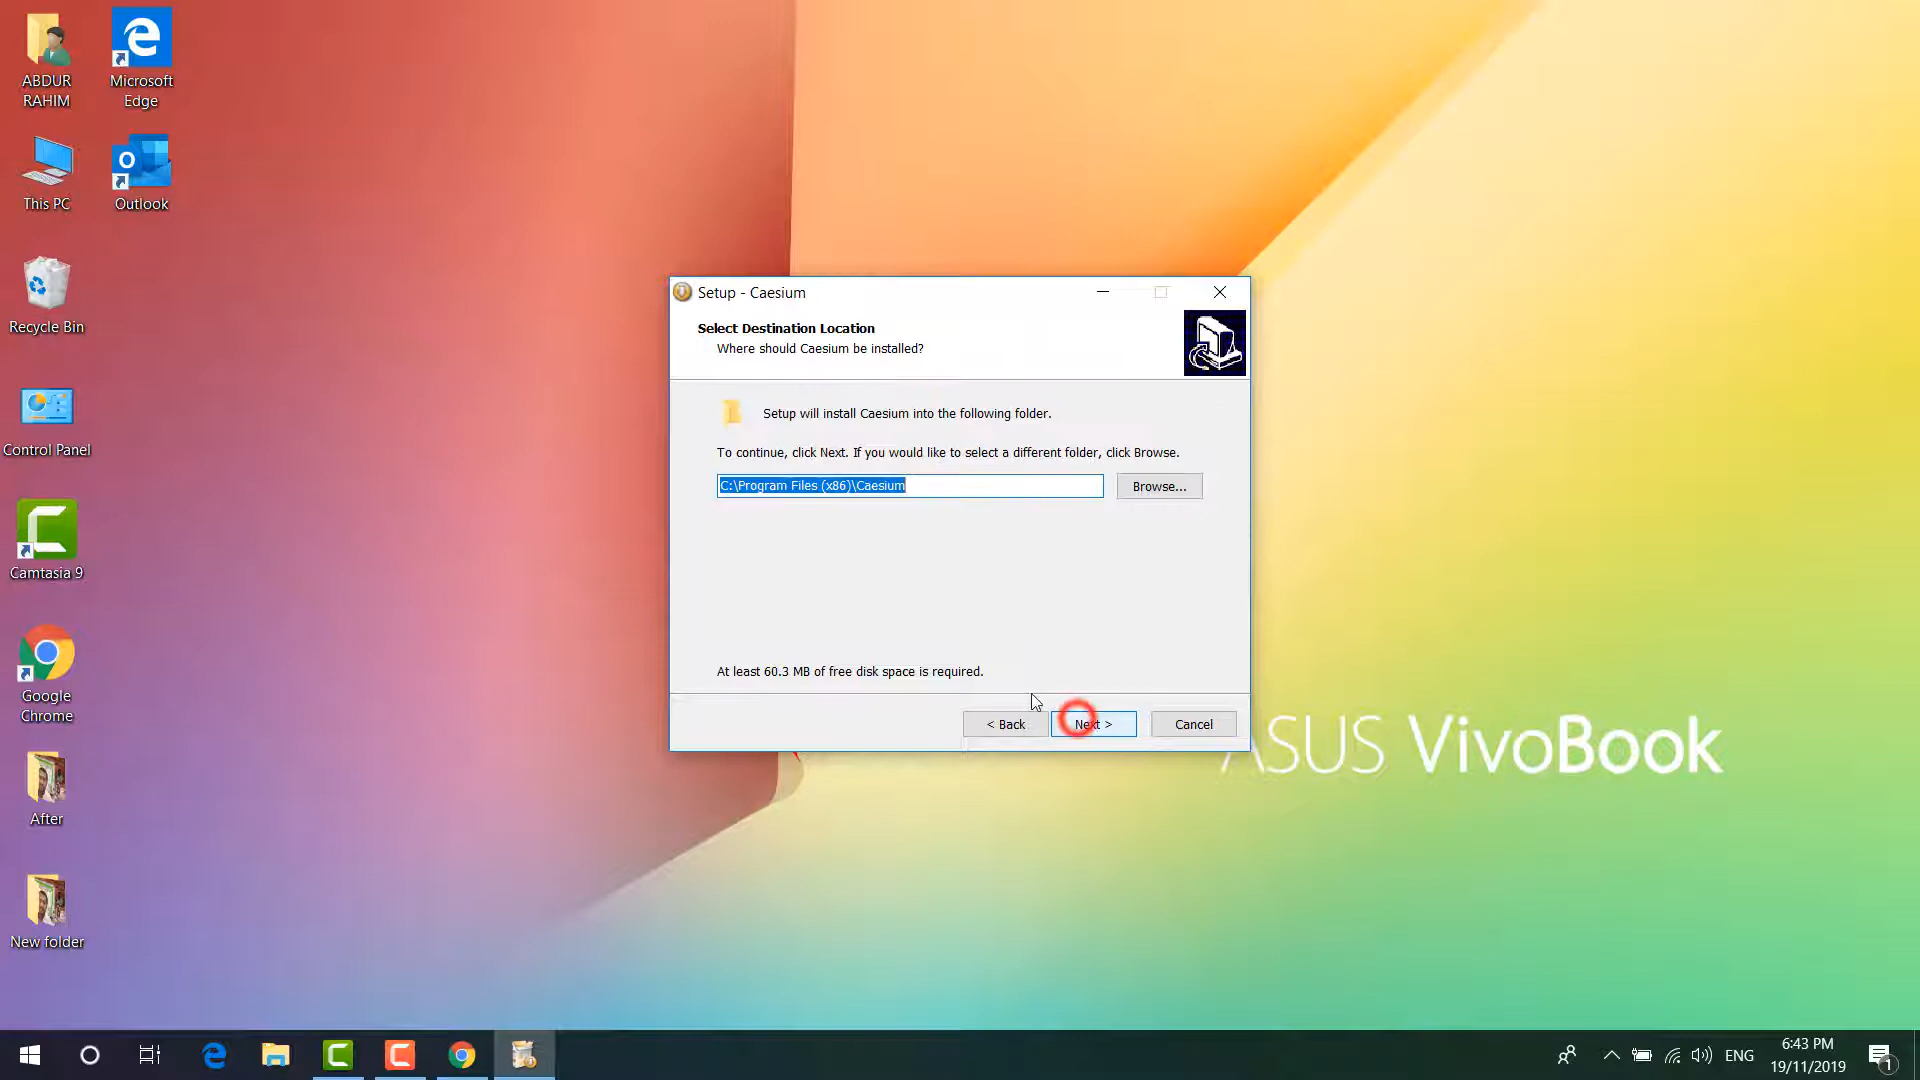 ABDUR
RAHIM
Microsoft
Edge
This PC
Outlook
Recycle Bin
Control Panel
Camtasia 9
Google
Chrome
After
New folder
Setup - Caesium
Select Destination Location
Where should Caesium be installed?
Setup will install Caesium into the following folder.
To continue, click Next. If you would like to select a different folder, click Browse.
C:\Program Files (x86)\Caesium
Browse...
At least 60.3 MB of free disk space is required.
< Back
Next >
Cancel
ASUS VivoBook
ENG
6:43 PM
19/11/2019
1